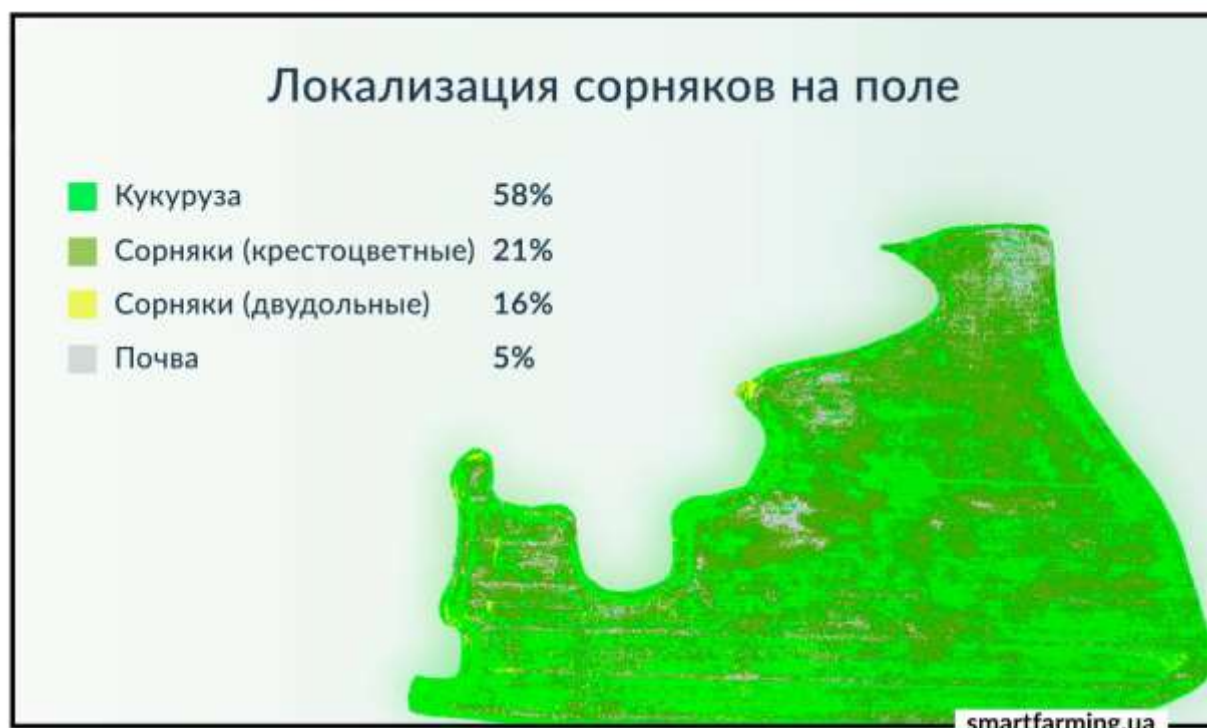 Локализация сорняков на поле
Кукуруза 58%
Сорняки (крестоцветные) 21%
Сорняки (двудольные) 16%
Почва 5%
smartfarming.ua